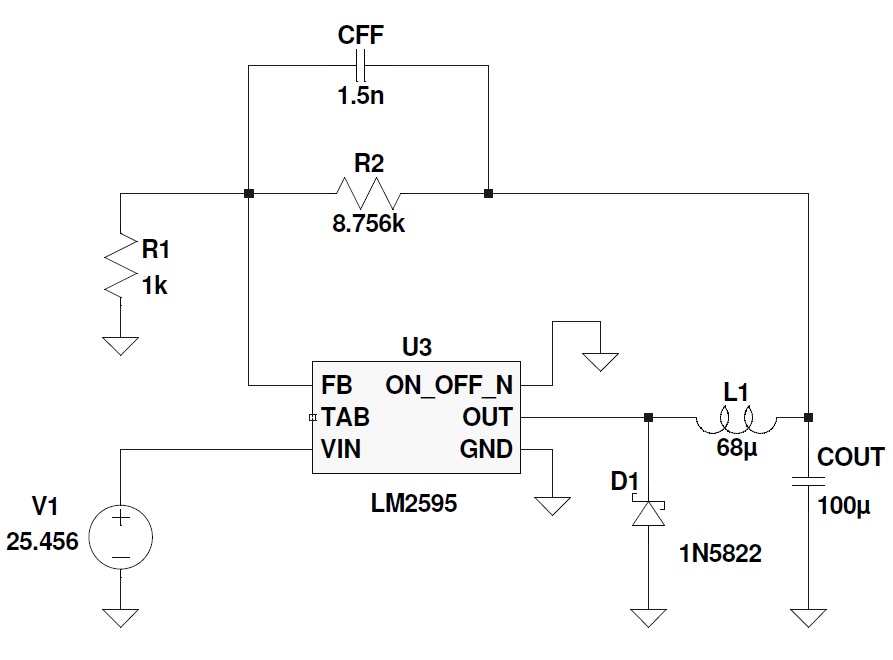 CFF
1.5n
R2
8.756k
R1
1k
U3
FB ON_OFF_N
TAB OUT
VIN GND
LM2595
L1
68µ
COUT
100µ
D1
1N5822
V1
25.456